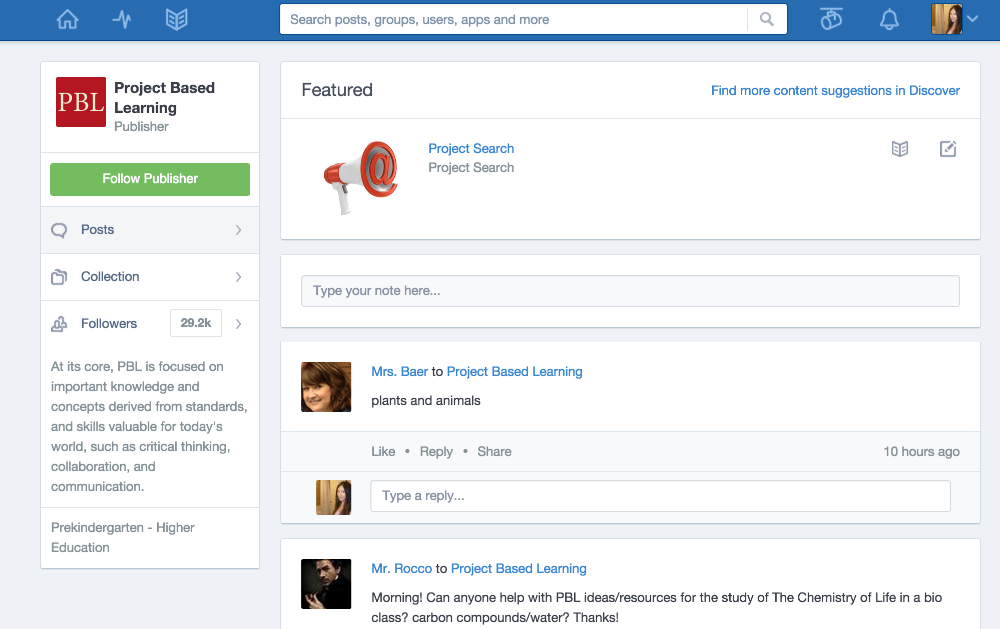 Search posts, groups, users, apps and more
PBL
Project Based
Learning
Publisher
Follow Publisher
Posts
Collection
Followers
29.2k
At its core, PBL is focused on
important knowledge and
concepts derived from standards,
and skills valuable for today's
world, such as critical thinking,
collaboration, and
communication.
Prekindergarten - Higher
Education
Featured
Find more content suggestions in Discover
@
Project Search
Project Search
Type your note here...
Mrs. Baer to Project Based Learning
plants and animals
Like • Reply • Share
10 hours ago
Type a reply...
Mr. Rocco to Project Based Learning
Morning! Can anyone help with PBL ideas/resources for the study of The Chemistry of Life in a bio
class? carbon compounds/water? Thanks!